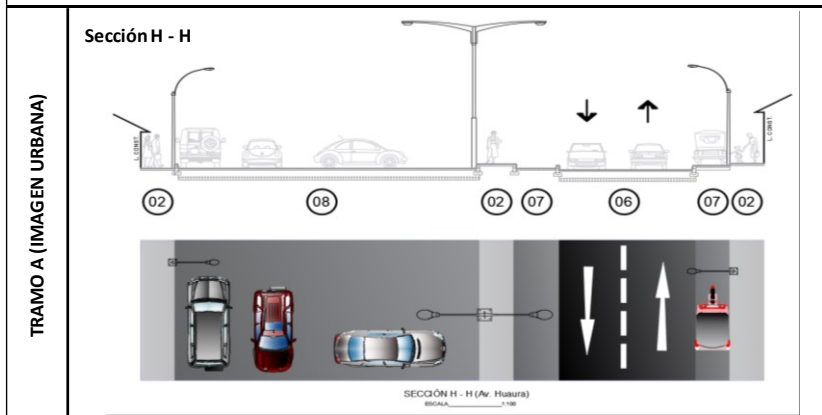 Sección H - H
TRAMO A (IMAGEN URBANA)
L. CONST.
L. CONST.
02
08
02
07
06
07
02
SECCIÓN H - H (Av. Huaura)
ESCALA 1:100